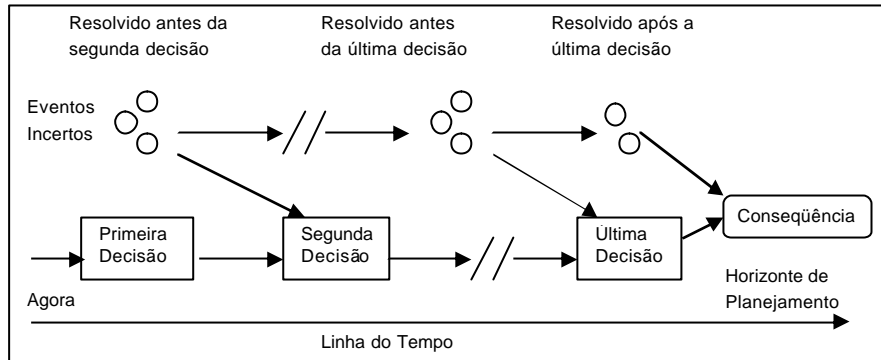 Resolvido antes da
segunda decisão
Resolvido antes
da última decisão
Resolvido após a
última decisão
Eventos
Incertos
Primeira
Decisão
Segunda
Decisão
Última
Decisão
Conseqüência
Agora
Horizonte de
Planejamento
Linha do Tempo